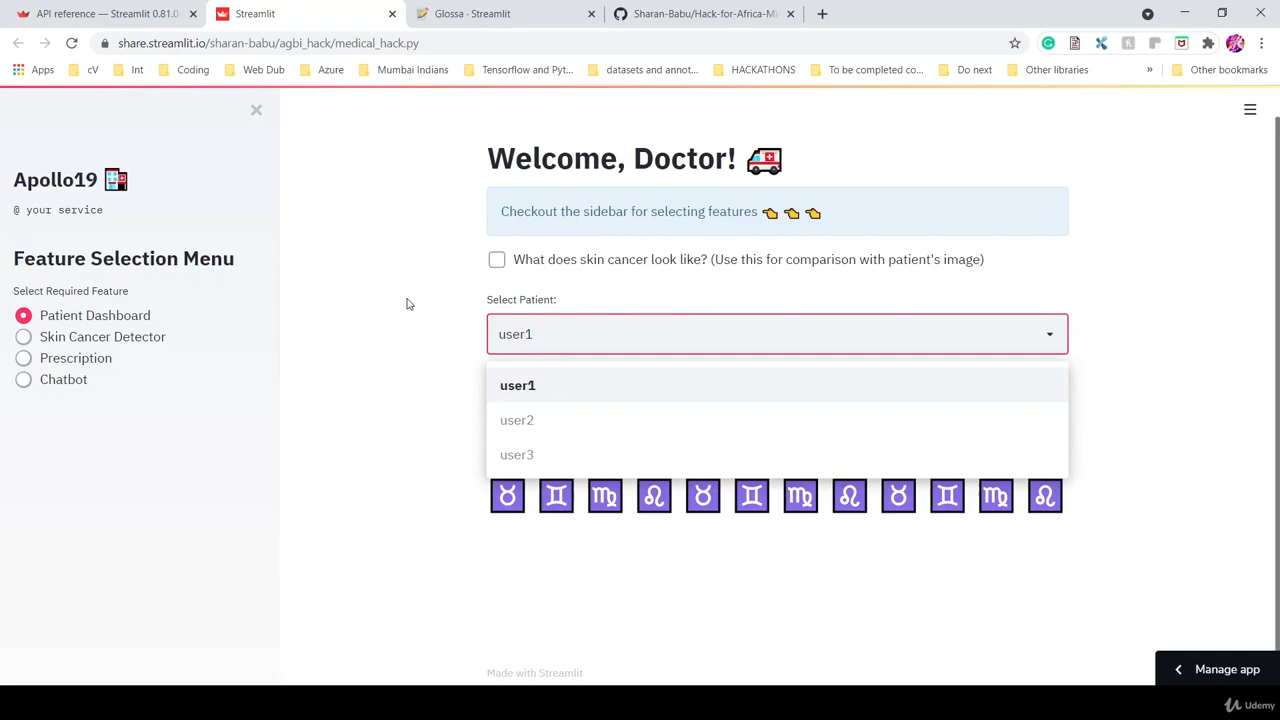 API reference — Streamlit 0.81.0
Streamlit
Glossa · Streamlit
Sharan-Babu/Hack-for-Africa-Mi
share.streamlit.io/sharan-babu/agbi_hack/medical_hack.py
Apps
cV
Int
Coding
Web Dub
Azure
Mumbai Indians
Tensorflow and Pyt...
datasets and annot...
HACKATHONS
To be completed co...
Do next
Other libraries
»
Other bookmarks
Apollo19
@ your service
Feature Selection Menu
Select Required Feature
Patient Dashboard
Skin Cancer Detector
Prescription
Chatbot
Welcome, Doctor!
Checkout the sidebar for selecting features
What does skin cancer look like? (Use this for comparison with patient's image)
Select Patient:
user1
user1
user2
user3
♉ ♊ ♍ ♌ ♉ ♊ ♍ ♌ ♉ ♊ ♍ ♌
Made with Streamlit
Manage app
Udemy